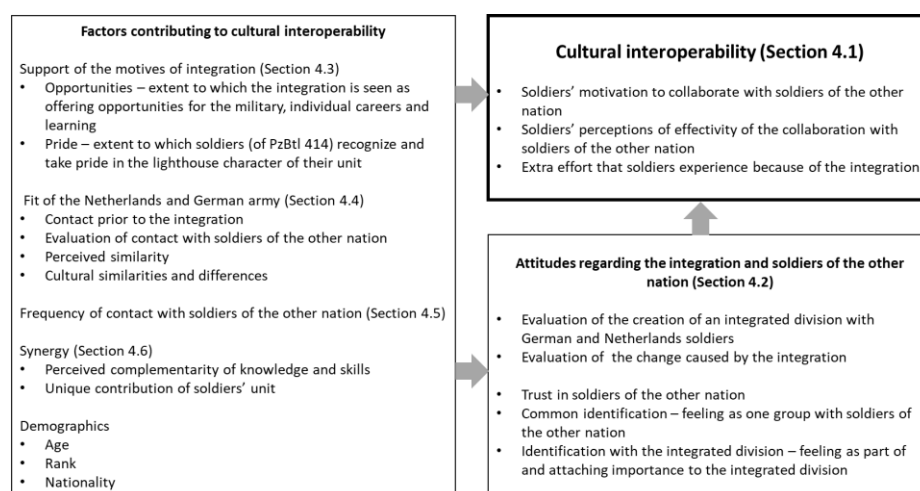 Factors contributing to cultural interoperability
Support of the motives of integration (Section 4.3)
• Opportunities – extent to which the integration is seen as
offering opportunities for the military, individual careers and
learning
• Pride – extent to which soldiers (of PzBtl 414) recognize and
take pride in the lighthouse character of their unit
Fit of the Netherlands and German army (Section 4.4)
• Contact prior to the integration
• Evaluation of contact with soldiers of the other nation
• Perceived similarity
• Cultural similarities and differences
Frequency of contact with soldiers of the other nation (Section 4.5)
Synergy (Section 4.6)
• Perceived complementarity of knowledge and skills
• Unique contribution of soldiers’ unit
Demographics
• Age
• Rank
• Nationality
Cultural interoperability (Section 4.1)
• Soldiers’ motivation to collaborate with soldiers of the other
nation
• Soldiers’ perceptions of effectivity of the collaboration with
soldiers of the other nation
• Extra effort that soldiers experience because of the integration
Attitudes regarding the integration and soldiers of the other
nation (Section 4.2)
• Evaluation of the creation of an integrated division with
German and Netherlands soldiers
• Evaluation of the change caused by the integration
• Trust in soldiers of the other nation
• Common identification – feeling as one group with soldiers of
the other nation
• Identification with the integrated division – feeling as part of
and attaching importance to the integrated division